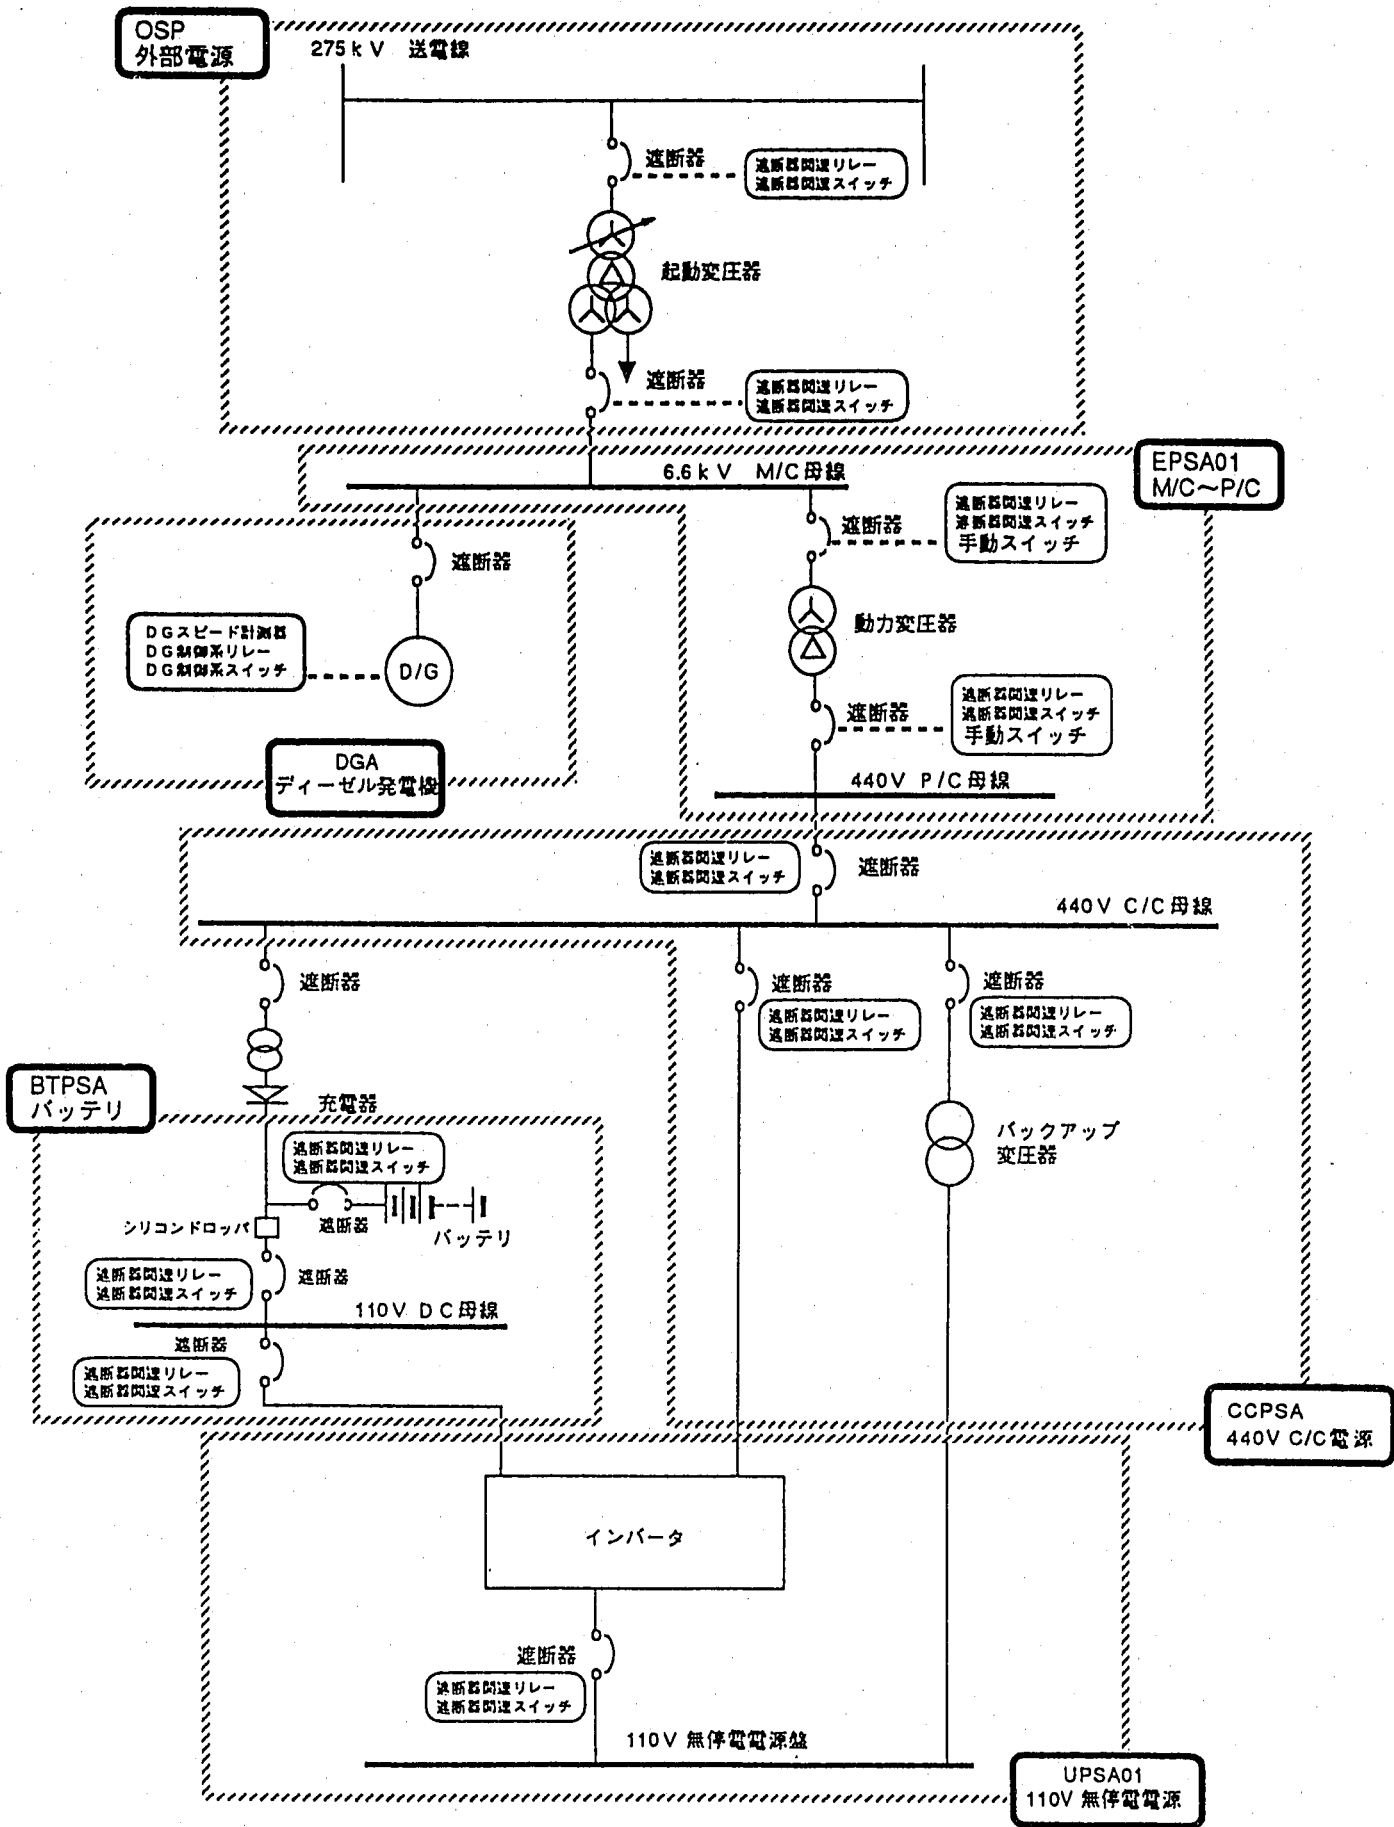 OSP
外部電源
275kV 送電線
遮断器
遮断器関連リレー
遮断器関連スイッチ
起動変圧器
遮断器
遮断器関連リレー
遮断器関連スイッチ
6.6kV M/C母線
EPSA01
M/C～P/C
遮断器
遮断器関連リレー
遮断器関連スイッチ
手動スイッチ
遮断器
DGスピード計測器
DG制御系リレー
DG制御系スイッチ
D/G
動力変圧器
遮断器
遮断器関連リレー
遮断器関連スイッチ
手動スイッチ
DGA
ディーゼル発電機
440V P/C母線
遮断器関連リレー
遮断器関連スイッチ
遮断器
440V C/C母線
遮断器
遮断器
遮断器関連リレー
遮断器関連スイッチ
遮断器
遮断器関連リレー
遮断器関連スイッチ
BTPSA
バッテリ
充電器
バックアップ
変圧器
遮断器関連リレー
遮断器関連スイッチ
遮断器
バッテリ
シリコンドロッパ
遮断器関連リレー
遮断器関連スイッチ
遮断器
110V DC母線
遮断器
遮断器関連リレー
遮断器関連スイッチ
CCPSA
440V C/C電源
インバータ
遮断器
遮断器関連リレー
遮断器関連スイッチ
110V 無停電電源盤
UPSA01
110V 無停電電源